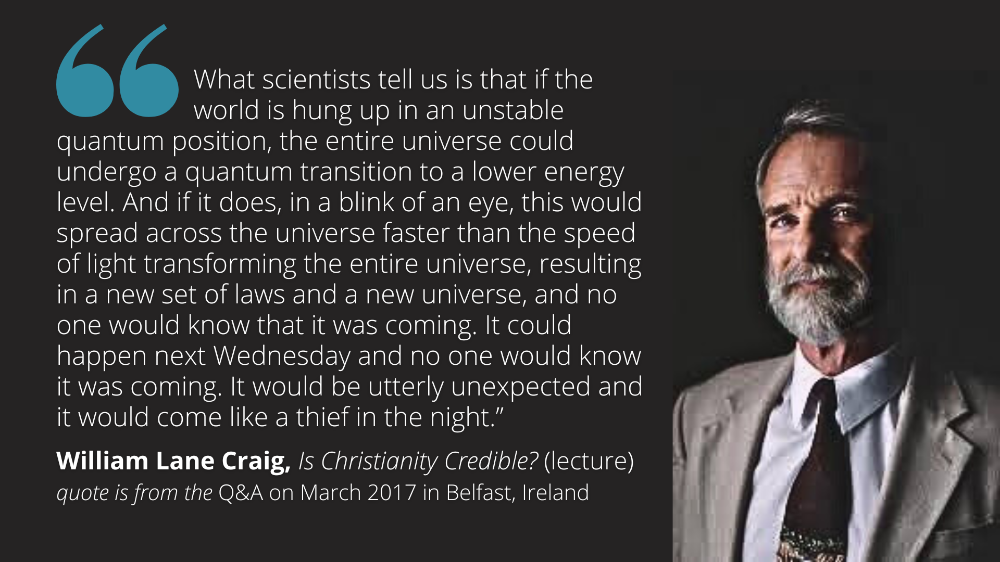 “
What scientists tell us is that if the
world is hung up in an unstable
quantum position, the entire universe could
undergo a quantum transition to a lower energy
level. And if it does, in a blink of an eye, this would
spread across the universe faster than the speed
of light transforming the entire universe, resulting
in a new set of laws and a new universe, and no
one would know that it was coming. It could
happen next Wednesday and no one would know
it was coming. It would be utterly unexpected and
it would come like a thief in the night.”
William Lane Craig, Is Christianity Credible? (lecture)
quote is from the Q&A on March 2017 in Belfast, Ireland